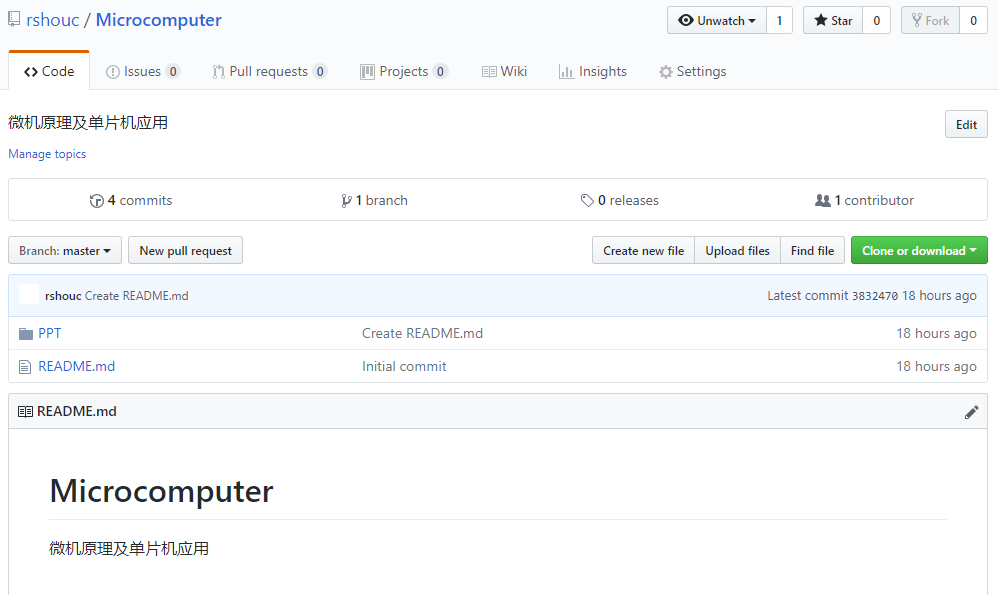 rshouc / Microcomputer
Unwatch 1 Star 0 Fork 0
Code Issues 0 Pull requests 0 Projects 0 Wiki Insights Settings
微机原理及单片机应用 Edit
Manage topics
4 commits 1 branch 0 releases 1 contributor
Branch: master New pull request Create new file Upload files Find file Clone or download
rshouc Create README.md Latest commit 3832470 18 hours ago
PPT Create README.md 18 hours ago
README.md Initial commit 18 hours ago
README.md
Microcomputer
微机原理及单片机应用